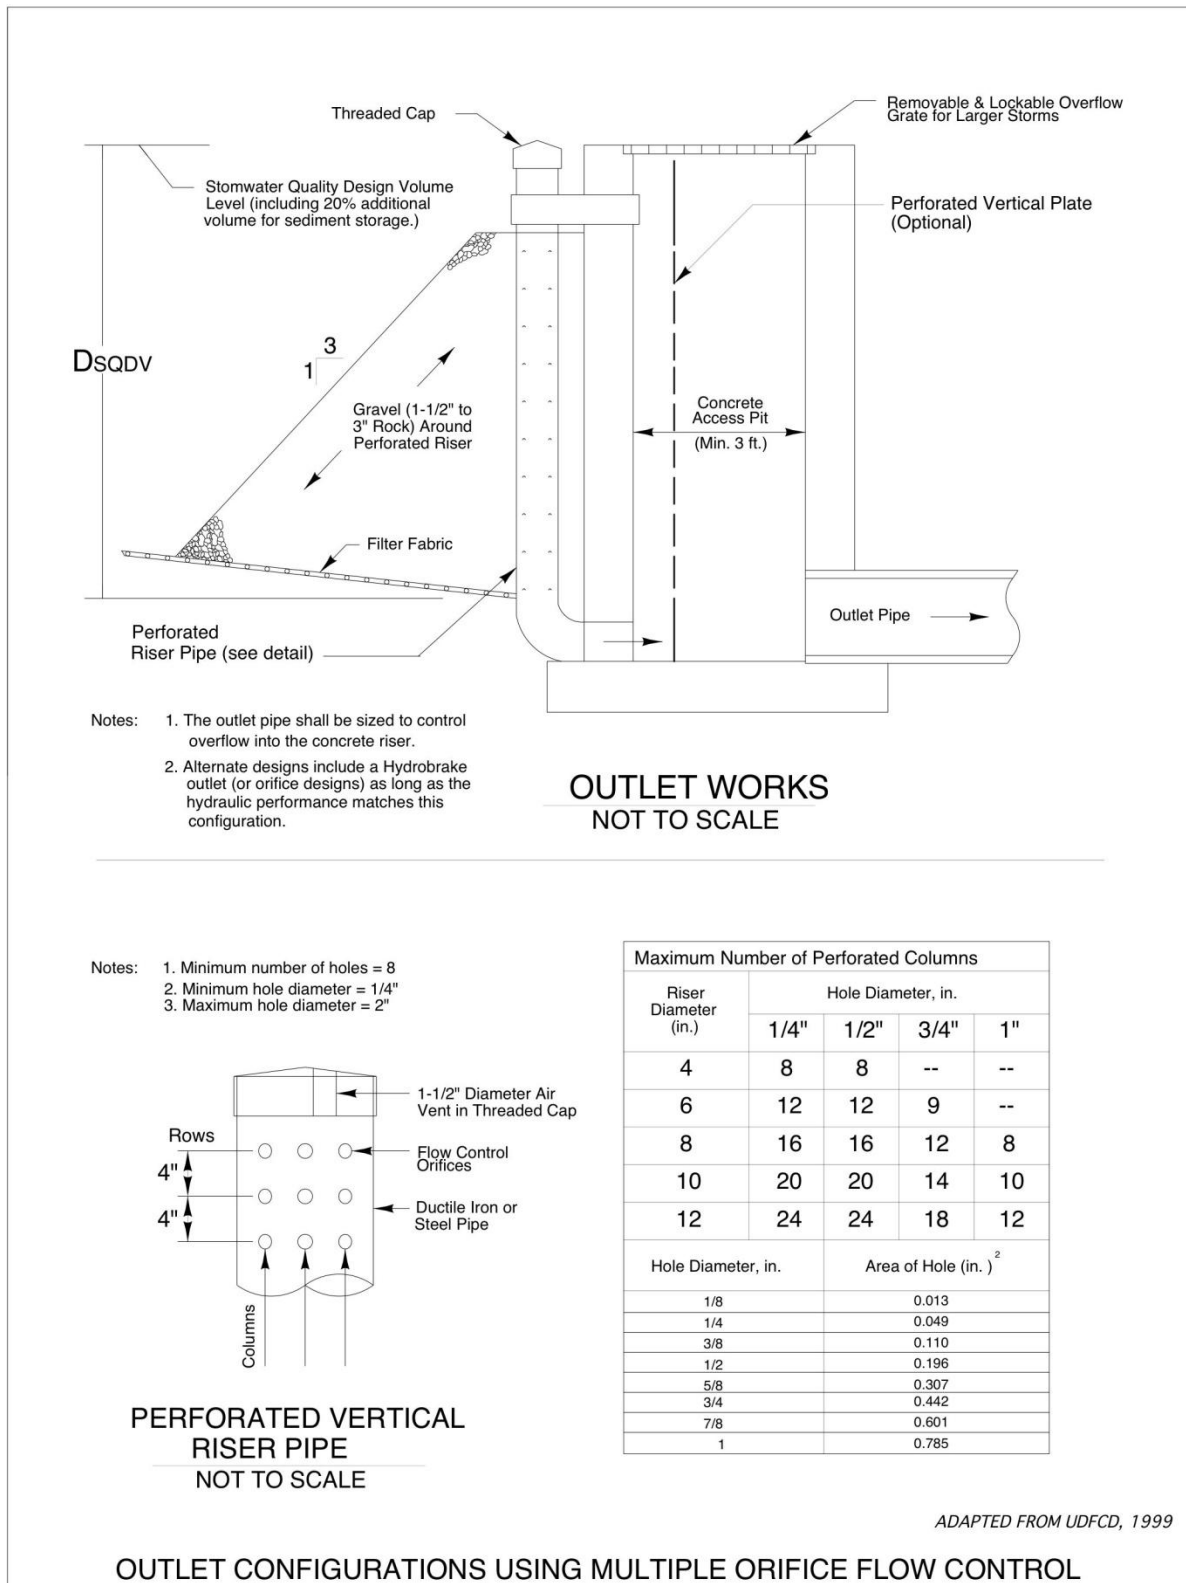 Threaded Cap
Removable & Lockable Overflow
Grate for Larger Storms
Stomwater Quality Design Volume
Level (including 20% additional
volume for sediment storage.)
Perforated Vertical Plate
(Optional)
DSQDV
3
1
Gravel (1-1/2" to
3" Rock) Around
Perforated Riser
Concrete
Access Pit
(Min. 3 ft.)
Filter Fabric
Outlet Pipe
Perforated
Riser Pipe (see detail)
Notes: 1. The outlet pipe shall be sized to control
overflow into the concrete riser.
2. Alternate designs include a Hydrobrake
outlet (or orifice designs) as long as the
hydraulic performance matches this
configuration.
OUTLET WORKS
NOT TO SCALE
Notes: 1. Minimum number of holes = 8
2. Minimum hole diameter = 1/4"
3. Maximum hole diameter = 2"
1-1/2" Diameter Air
Vent in Threaded Cap
Rows
Flow Control
Orifices
4"
4"
Ductile Iron or
Steel Pipe
Columns
PERFORATED VERTICAL
RISER PIPE
NOT TO SCALE
Maximum Number of Perforated Columns
Riser
Diameter
(in.)
Hole Diameter, in.
1/4" 1/2" 3/4" 1"
4 8 8 -- --
6 12 12 9 --
8 16 16 12 8
10 20 20 14 10
12 24 24 18 12
Hole Diameter, in. Area of Hole (in. )2
1/8 0.013
1/4 0.049
3/8 0.110
1/2 0.196
5/8 0.307
3/4 0.442
7/8 0.601
1 0.785
ADAPTED FROM UDFCD, 1999
OUTLET CONFIGURATIONS USING MULTIPLE ORIFICE FLOW CONTROL